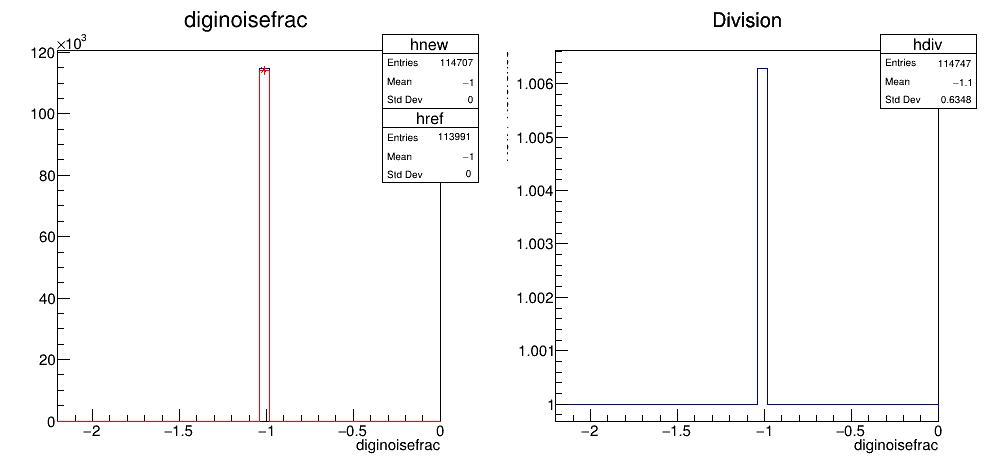 diginoisefrac
×10³
120
100
80
60
40
20
0
−2
−1.5
−1
−0.5
0
diginoisefrac
hnew
Entries 114707
Mean −1
Std Dev 0
href
Entries 113991
Mean −1
Std Dev 0
Division
1.006
1.005
1.004
1.003
1.002
1.001
1
−2
−1.5
−1
−0.5
0
diginoisefrac
hdiv
Entries 114747
Mean −1.1
Std Dev 0.6348